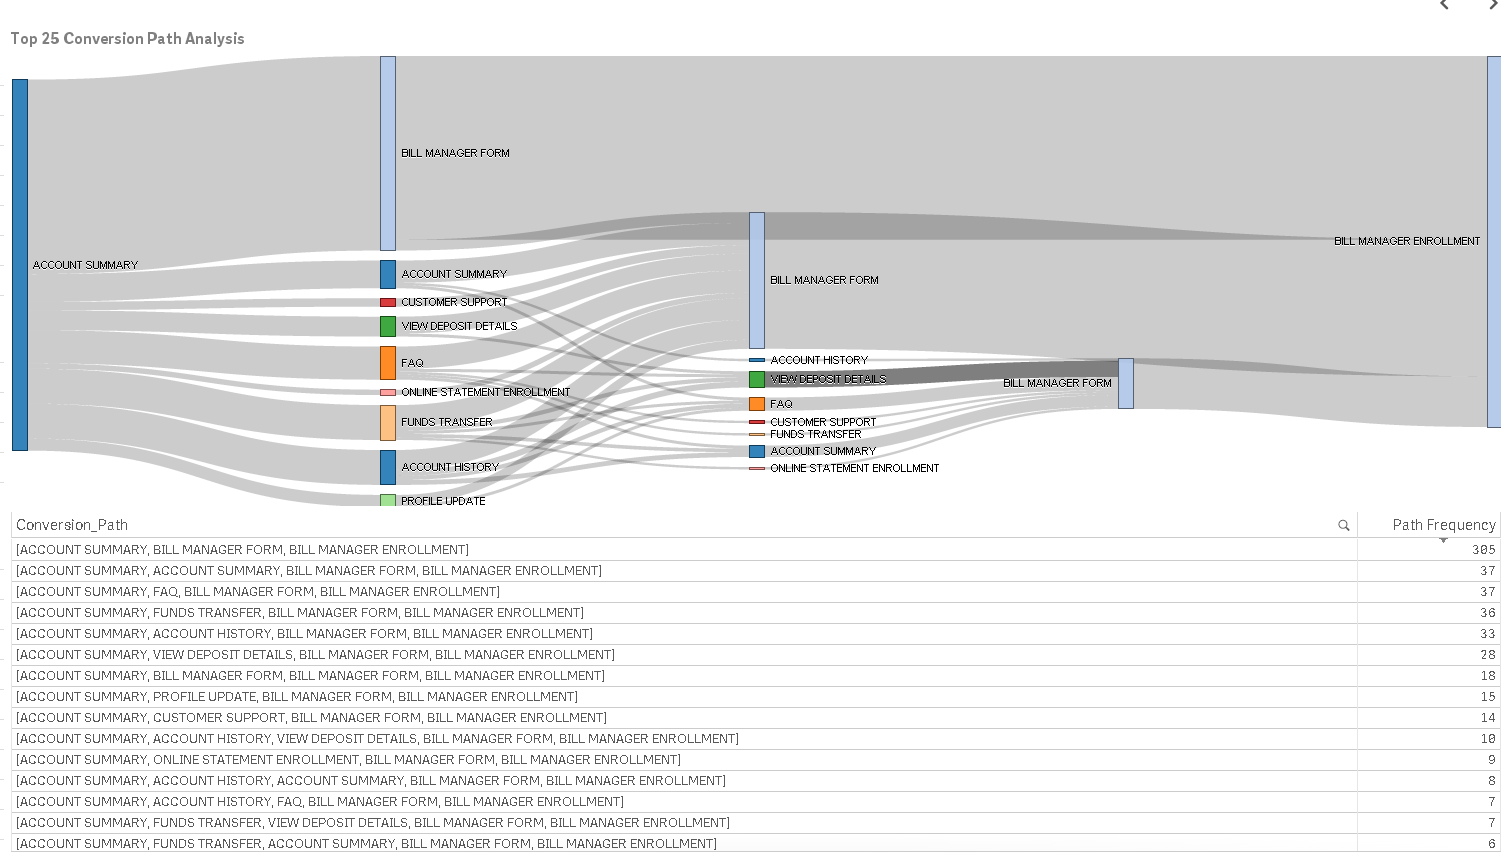 Top 25 Conversion Path Analysis
ACCOUNT SUMMARY
BILL MANAGER FORM
ACCOUNT SUMMARY
CUSTOMER SUPPORT
VIEW DEPOSIT DETAILS
FAQ
ONLINE STATEMENT ENROLLMENT
FUNDS TRANSFER
ACCOUNT HISTORY
PROFILE UPDATE
BILL MANAGER FORM
ACCOUNT HISTORY
VIEW DEPOSIT DETAILS
FAQ
CUSTOMER SUPPORT
FUNDS TRANSFER
ACCOUNT SUMMARY
ONLINE STATEMENT ENROLLMENT
BILL MANAGER FORM
BILL MANAGER ENROLLMENT
Conversion_Path Path Frequency
[ACCOUNT SUMMARY, BILL MANAGER FORM, BILL MANAGER ENROLLMENT] 305
[ACCOUNT SUMMARY, ACCOUNT SUMMARY, BILL MANAGER FORM, BILL MANAGER ENROLLMENT] 37
[ACCOUNT SUMMARY, FAQ, BILL MANAGER FORM, BILL MANAGER ENROLLMENT] 37
[ACCOUNT SUMMARY, FUNDS TRANSFER, BILL MANAGER FORM, BILL MANAGER ENROLLMENT] 36
[ACCOUNT SUMMARY, ACCOUNT HISTORY, BILL MANAGER FORM, BILL MANAGER ENROLLMENT] 33
[ACCOUNT SUMMARY, VIEW DEPOSIT DETAILS, BILL MANAGER FORM, BILL MANAGER ENROLLMENT] 28
[ACCOUNT SUMMARY, BILL MANAGER FORM, BILL MANAGER FORM, BILL MANAGER ENROLLMENT] 18
[ACCOUNT SUMMARY, PROFILE UPDATE, BILL MANAGER FORM, BILL MANAGER ENROLLMENT] 15
[ACCOUNT SUMMARY, CUSTOMER SUPPORT, BILL MANAGER FORM, BILL MANAGER ENROLLMENT] 14
[ACCOUNT SUMMARY, ACCOUNT HISTORY, VIEW DEPOSIT DETAILS, BILL MANAGER FORM, BILL MANAGER ENROLLMENT] 10
[ACCOUNT SUMMARY, ONLINE STATEMENT ENROLLMENT, BILL MANAGER FORM, BILL MANAGER ENROLLMENT] 9
[ACCOUNT SUMMARY, ACCOUNT HISTORY, ACCOUNT SUMMARY, BILL MANAGER FORM, BILL MANAGER ENROLLMENT] 8
[ACCOUNT SUMMARY, ACCOUNT HISTORY, FAQ, BILL MANAGER FORM, BILL MANAGER ENROLLMENT] 7
[ACCOUNT SUMMARY, FUNDS TRANSFER, VIEW DEPOSIT DETAILS, BILL MANAGER FORM, BILL MANAGER ENROLLMENT] 7
[ACCOUNT SUMMARY, FUNDS TRANSFER, ACCOUNT SUMMARY, BILL MANAGER FORM, BILL MANAGER ENROLLMENT] 6